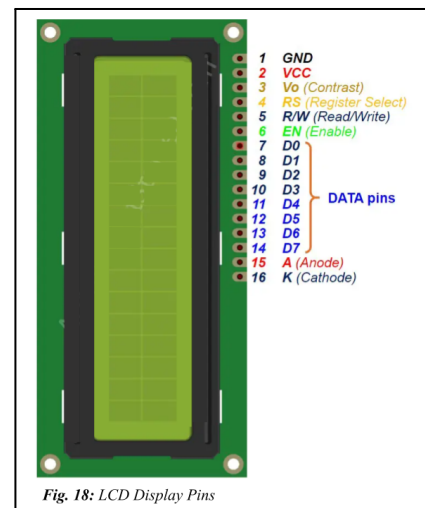 1 GND
2 VCC
3 Vo (Contrast)
4 RS (Register Select)
5 R/W (Read/Write)
6 EN (Enable)
7 D0
8 D1
9 D2
10 D3
11 D4
12 D5
13 D6
14 D7
DATA pins
15 A (Anode)
16 K (Cathode)
Fig. 18: LCD Display Pins